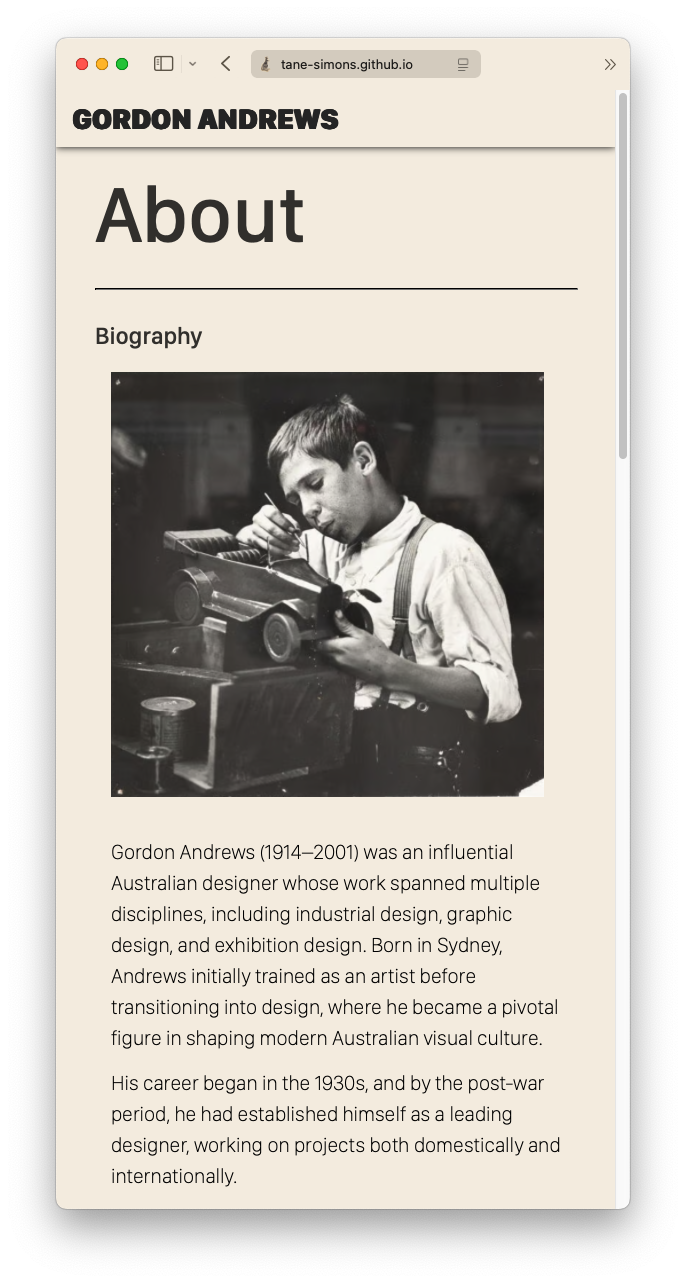 tane-simons.github.io
GORDON ANDREWS
About
Biography
Gordon Andrews (1914–2001) was an influential
Australian designer whose work spanned multiple
disciplines, including industrial design, graphic
design, and exhibition design. Born in Sydney,
Andrews initially trained as an artist before
transitioning into design, where he became a pivotal
figure in shaping modern Australian visual culture.
His career began in the 1930s, and by the post-war
period, he had established himself as a leading
designer, working on projects both domestically and
internationally.